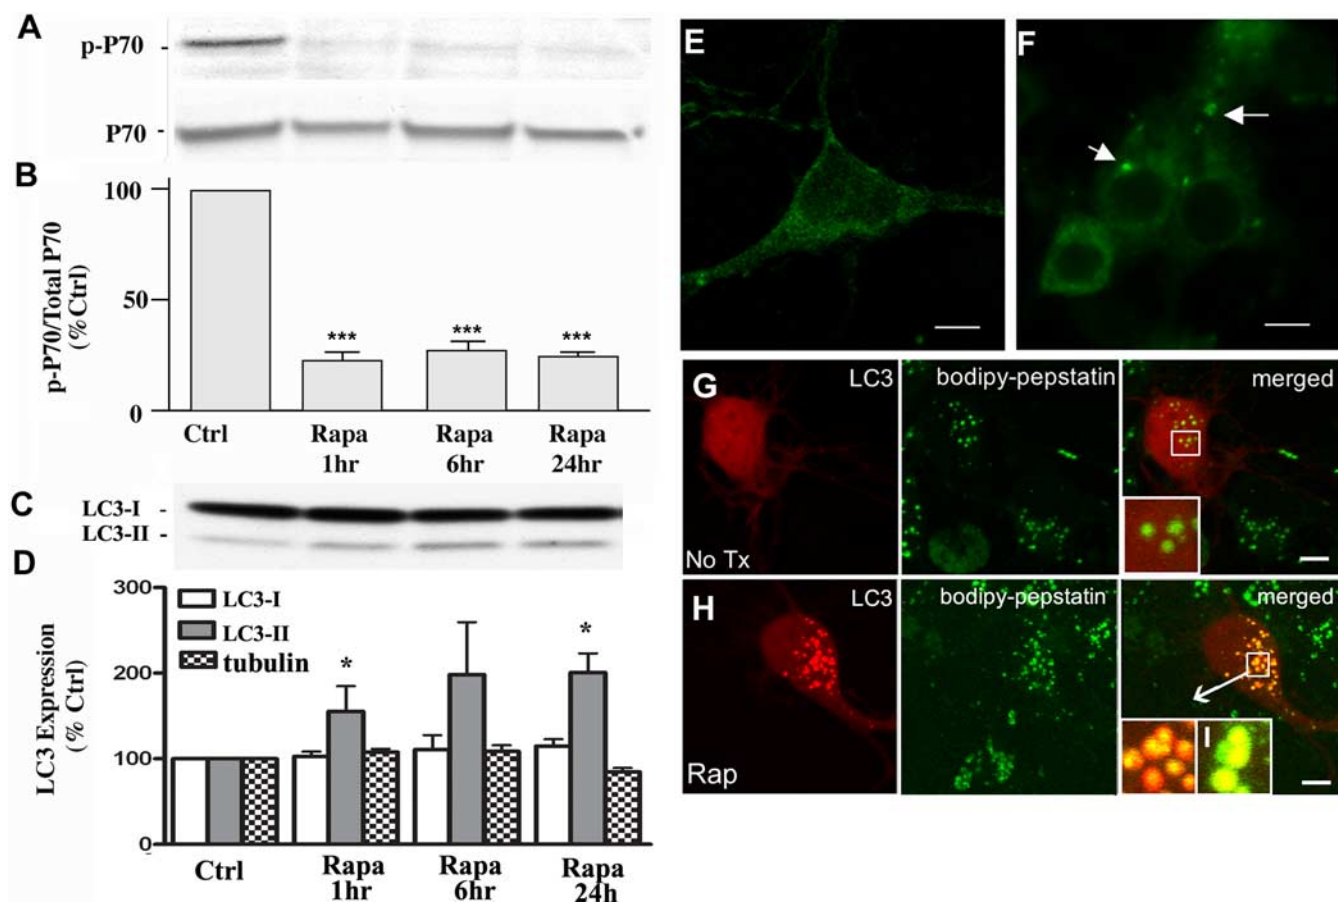 A
p-P70 -
P70 -
B
p-P70/Total P70
(%Ctrl)
100
50
0
***
***
***
Ctrl
Rapa
1hr
Rapa
6hr
Rapa
24hr
C
LC3-I -
LC3-II -
D
LC3 Expression
(% Ctrl)
300
200
100
0
LC3-I
LC3-II
tubulin
*
*
Ctrl
Rapa
1hr
Rapa
6hr
Rapa
24h
E
F
G
LC3
bodipy-pepstatin
merged
No Tx
H
LC3
bodipy-pepstatin
merged
Rap
I